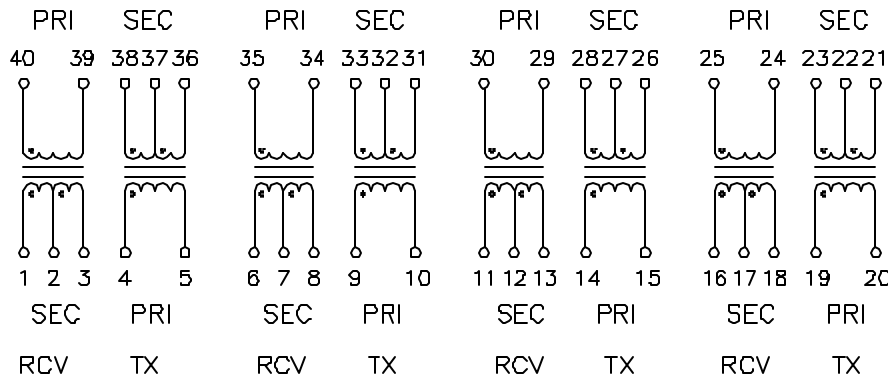 PRI SEC PRI SEC PRI SEC PRI SEC
40 39 38 37 36 35 34 33 32 31 30 29 28 27 26 25 24 23 22 21
1 2 3 4 5 6 7 8 9 10 11 12 13 14 15 16 17 18 19 20
SEC PRI SEC PRI SEC PRI SEC PRI
RCV TX RCV TX RCV TX RCV TX